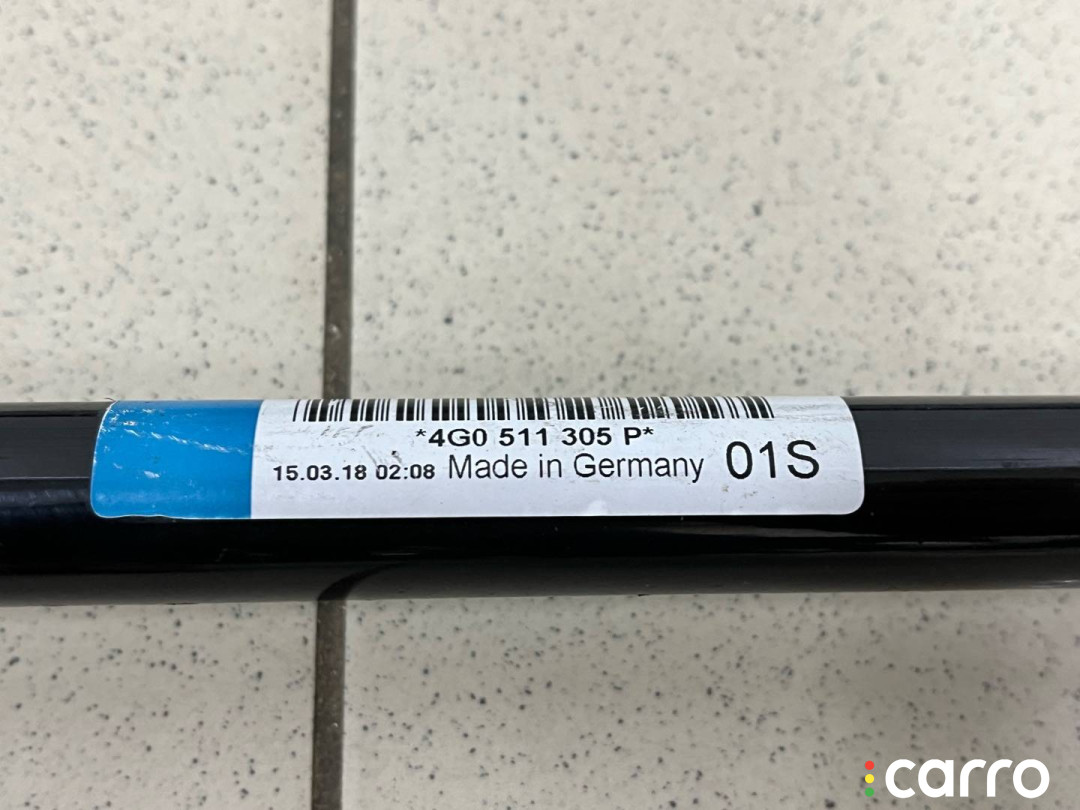 *4G0 511 305 P*
15.03.18 02:08 Made in Germany 01S
carro